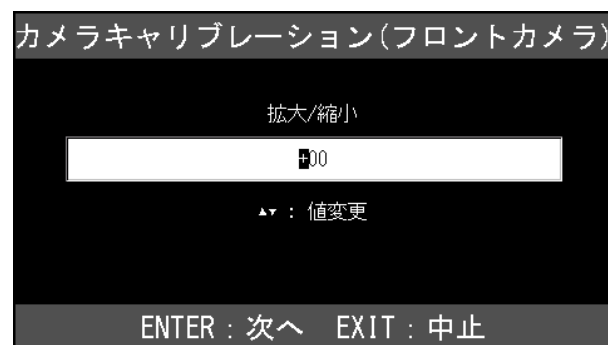 カメラキャリブレーション(フロントカメラ)
拡大/縮小
+00
▲▼ : 値変更
ENTER : 次へ EXIT : 中止